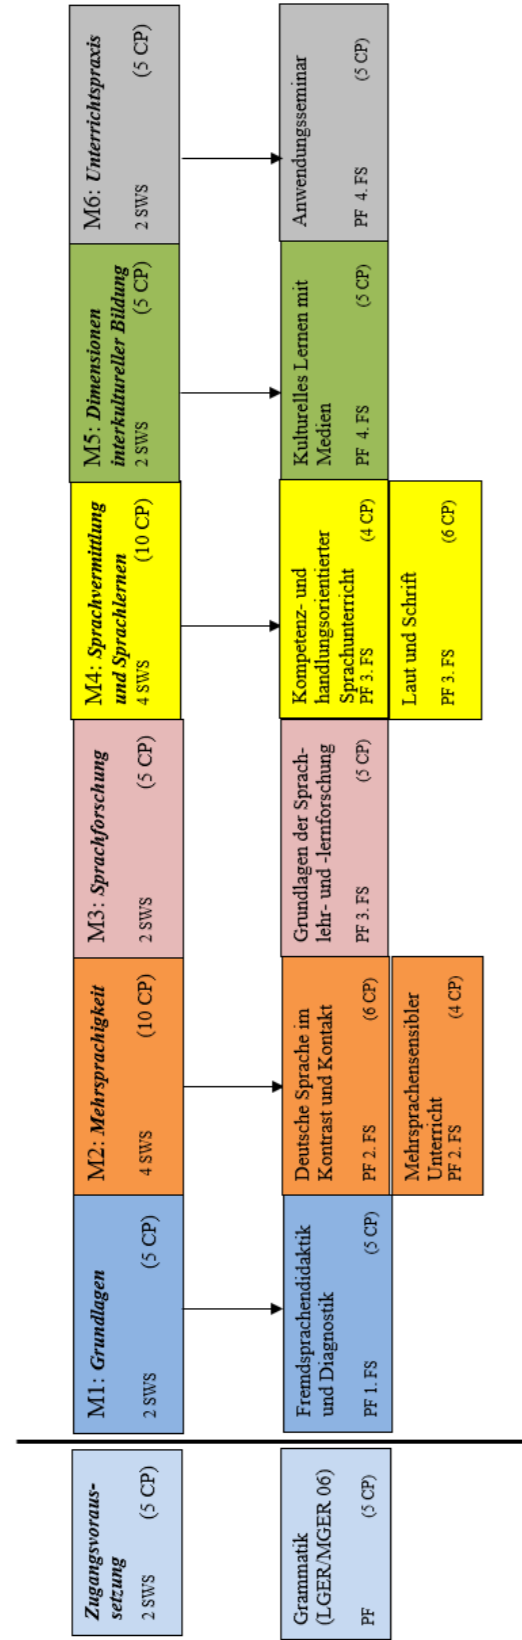 Zugangsvoraus-
setzung
2 SWS (5 CP)
M1: Grundlagen
2 SWS (5 CP)
M2: Mehrsprachigkeit
4 SWS (10 CP)
M3: Sprachforschung
2 SWS (5 CP)
M4: Sprachvermittlung
und Sprachlernen
4 SWS (10 CP)
M5: Dimensionen
interkultureller Bildung
2 SWS (5 CP)
M6: Unterrichtspraxis
2 SWS (5 CP)
Grammatik
(LGER/MGER 06)
PF (5 CP)
Fremdsprachendidaktik
und Diagnostik
PF 1. FS (5 CP)
Deutsche Sprache im
Kontrast und Kontakt
PF 2. FS (6 CP)
Grundlagen der Sprach-
lehr- und -lernforschung
PF 3. FS (5 CP)
Kompetenz- und
handlungsorientierter
Sprachunterricht
PF 3. FS (4 CP)
Kulturelles Lernen mit
Medien
PF 4. FS (5 CP)
Anwendungsseminar
PF 4. FS (5 CP)
Mehrsprachensensibler
Unterricht
PF 2. FS (4 CP)
Laut und Schrift
PF 3. FS (6 CP)